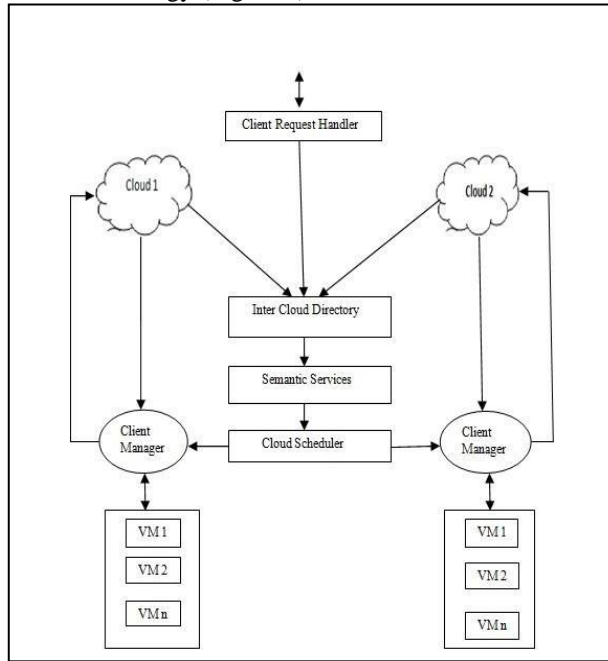 Client Request Handler
Cloud 1
Cloud 2
Inter Cloud Directory
Semantic Services
Client
Manager
Cloud Scheduler
Client
Manager
VM 1
VM 2
VM n
VM 1
VM 2
VM n